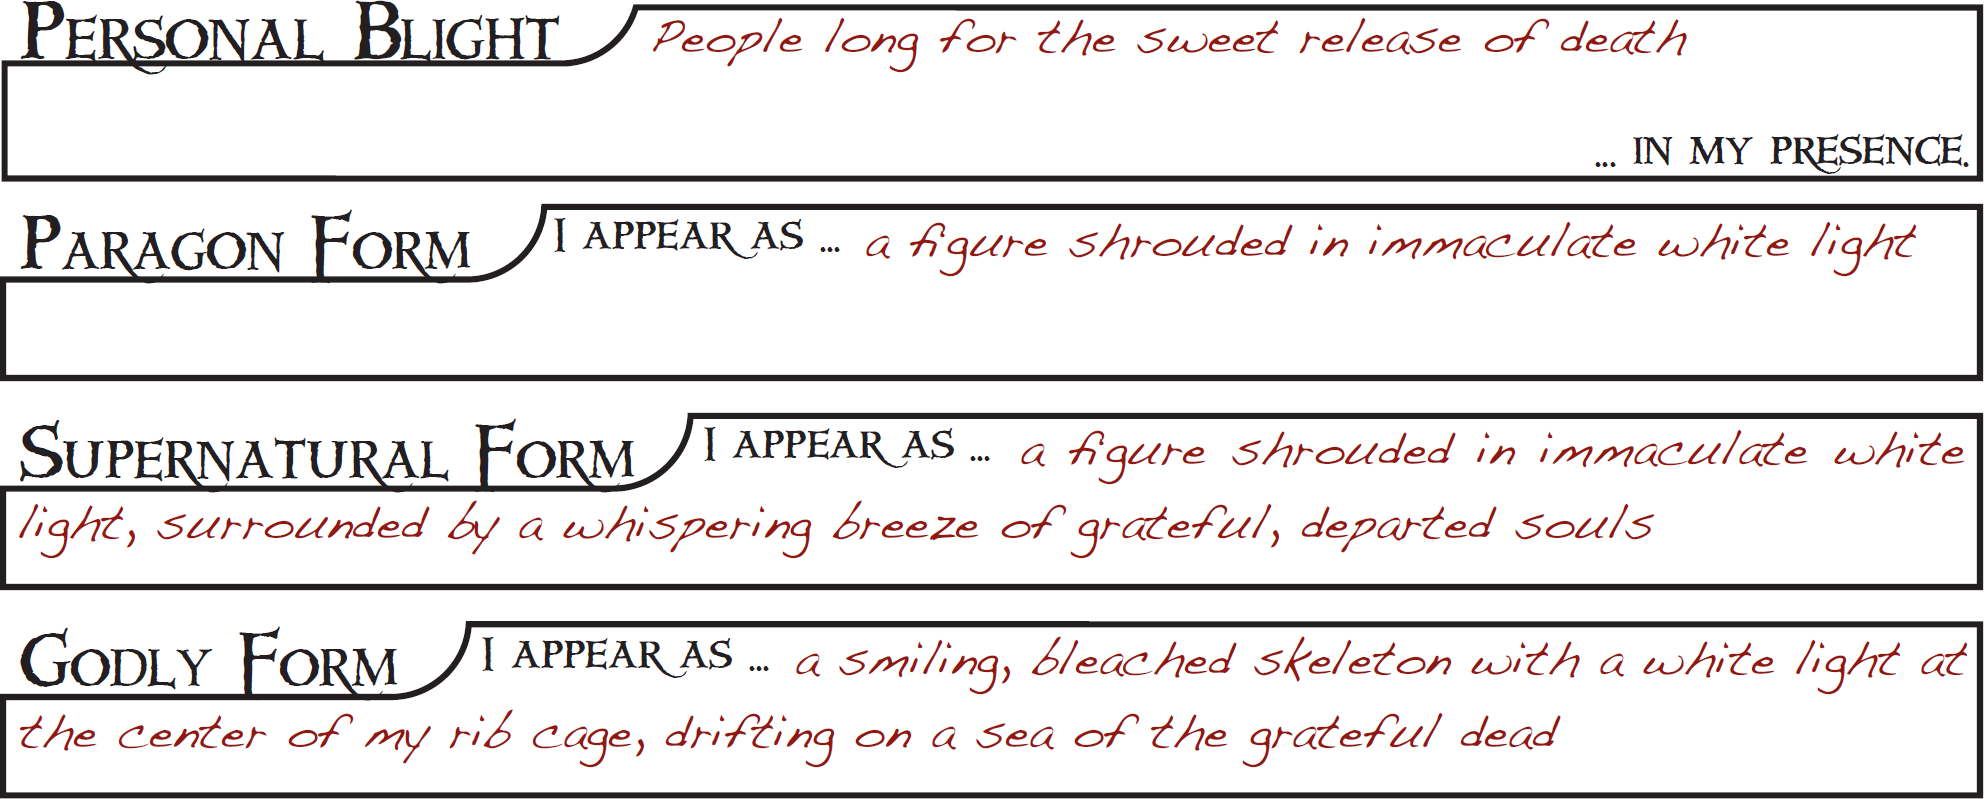 Personal Blight People long for the sweet release of death
... in my presence.
Paragon Form I appear as ... a figure shrouded in immaculate white light
Supernatural Form I appear as ... a figure shrouded in immaculate white
light, surrounded by a whispering breeze of grateful, departed souls
Godly Form I appear as ... a smiling, bleached skeleton with a white light at
the center of my rib cage, drifting on a sea of the grateful dead